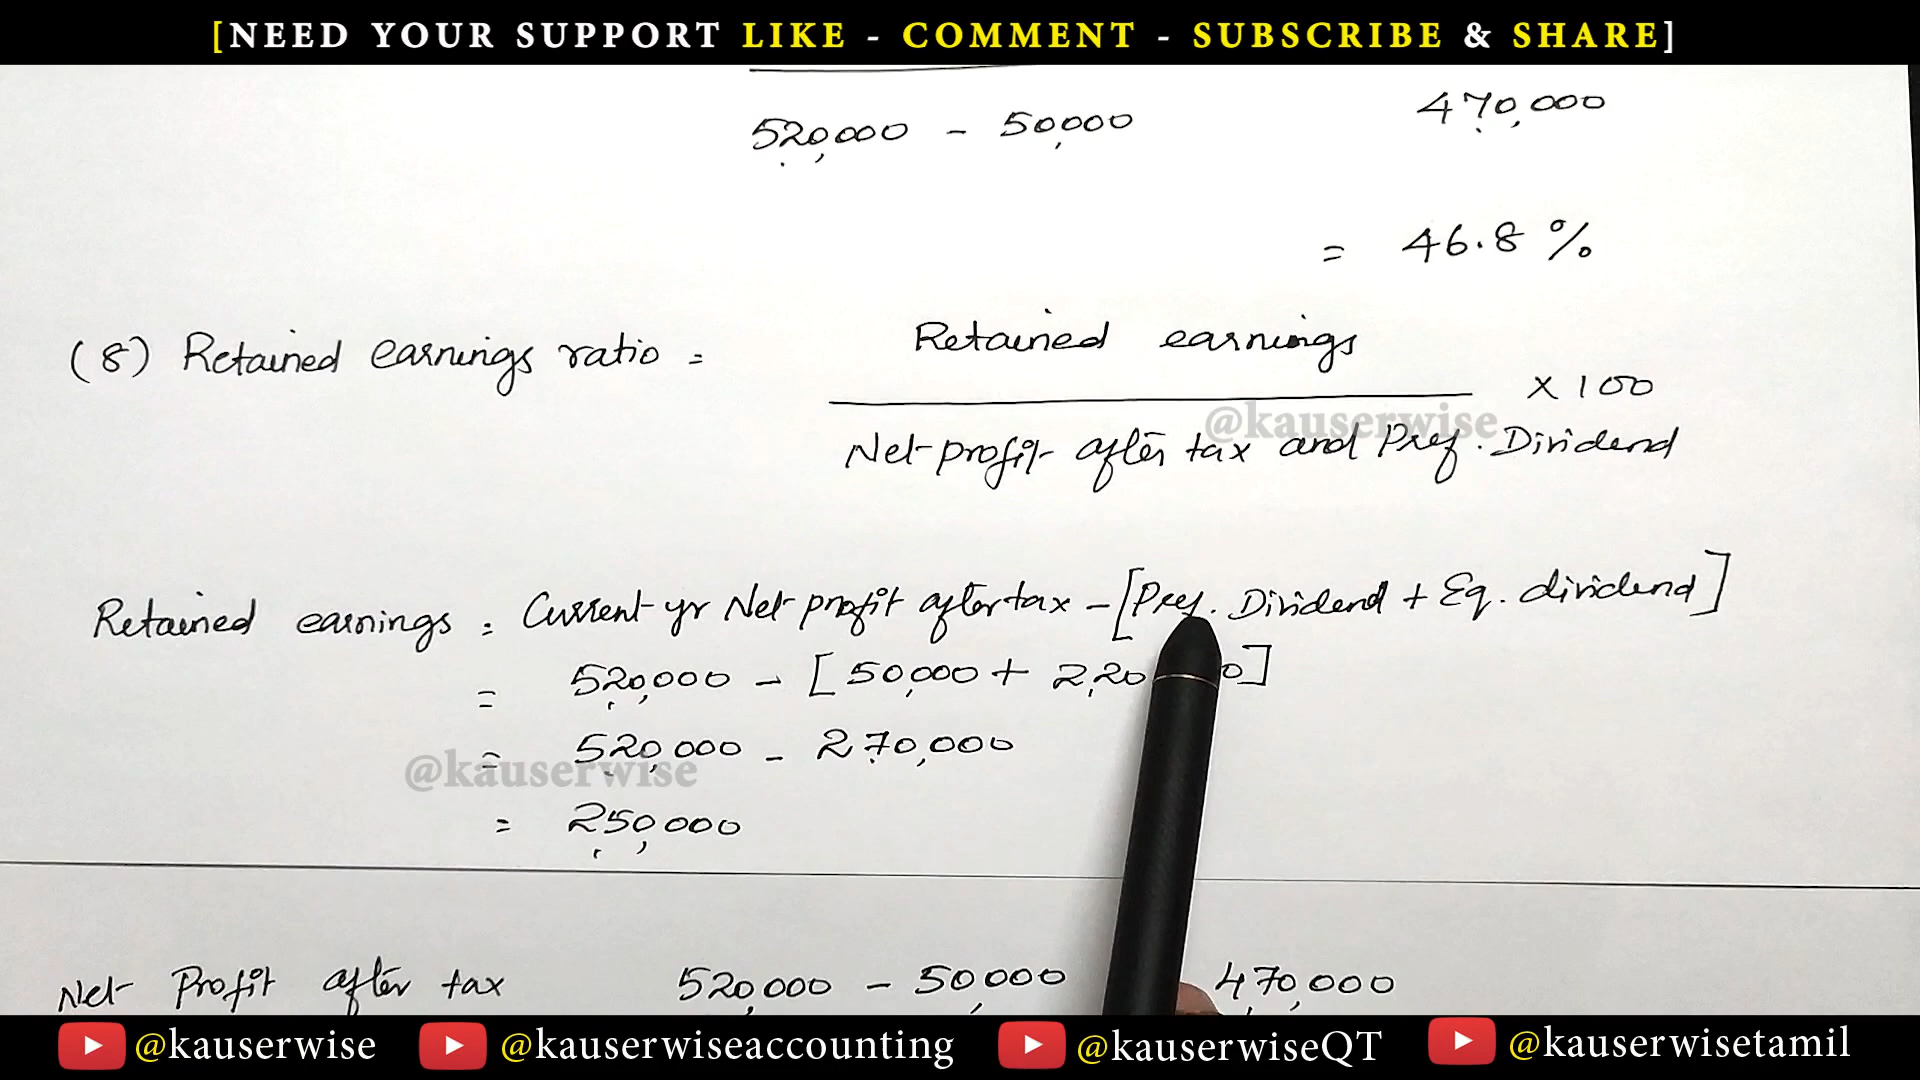 [NEED YOUR SUPPORT LIKE - COMMENT - SUBSCRIBE & SHARE]
520,000 - 50,000 470,000
= 46.8 %
(8) Retained earnings ratio = Retained earnings
x 100
@kauserwise
Net profit after tax and Pref. Dividend
Retained earnings = Current yr Net profit after tax - [Pref. Dividend + Eq. dividend]
= 520,000 - [50,000 + 2,20 0]
= 520,000 - 270,000
@kauserwise
= 250,000
Net Profit after tax 520,000 - 50,000 470,000
@kauserwise @kauserwiseaccounting @kauserwiseQT @kauserwisetamil